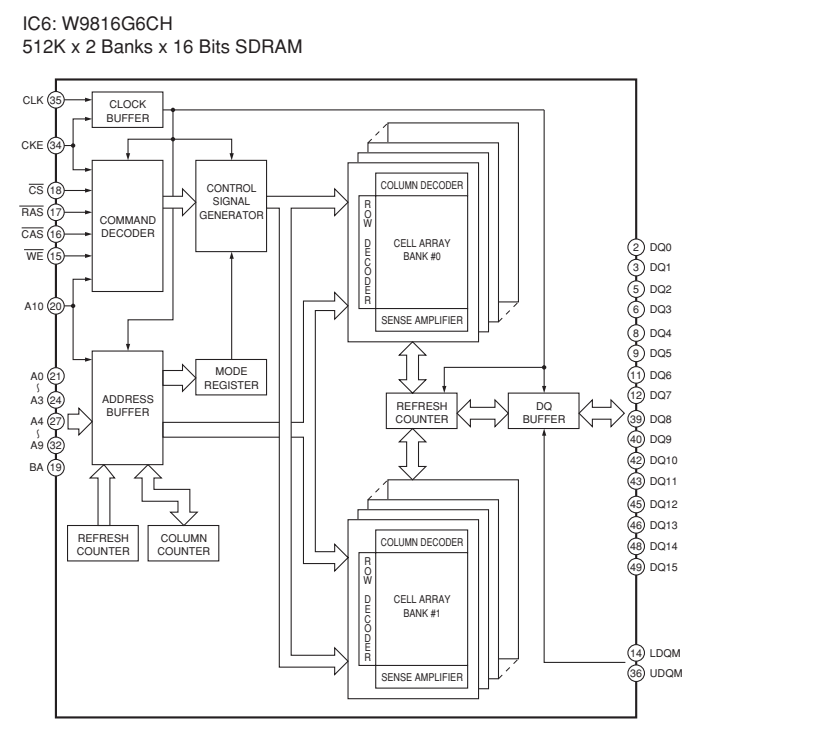 IC6: W9816G6CH
512K x 2 Banks x 16 Bits SDRAM
CLK 35
CKE 34
CS 18
RAS 17
CAS 16
WE 15
A10 20
A0 21
~
A3 24
A4 27
~
A9 32
BA 19
CLOCK
BUFFER
COMMAND
DECODER
CONTROL
SIGNAL
GENERATOR
ADDRESS
BUFFER
MODE
REGISTER
REFRESH
COUNTER
COLUMN
COUNTER
COLUMN DECODER
ROW DECODER
CELL ARRAY
BANK #0
SENSE AMPLIFIER
REFRESH
COUNTER
DQ
BUFFER
COLUMN DECODER
ROW DECODER
CELL ARRAY
BANK #1
SENSE AMPLIFIER
2 DQ0
3 DQ1
5 DQ2
6 DQ3
8 DQ4
9 DQ5
11 DQ6
12 DQ7
39 DQ8
40 DQ9
42 DQ10
43 DQ11
45 DQ12
46 DQ13
48 DQ14
49 DQ15
14 LDQM
36 UDQM